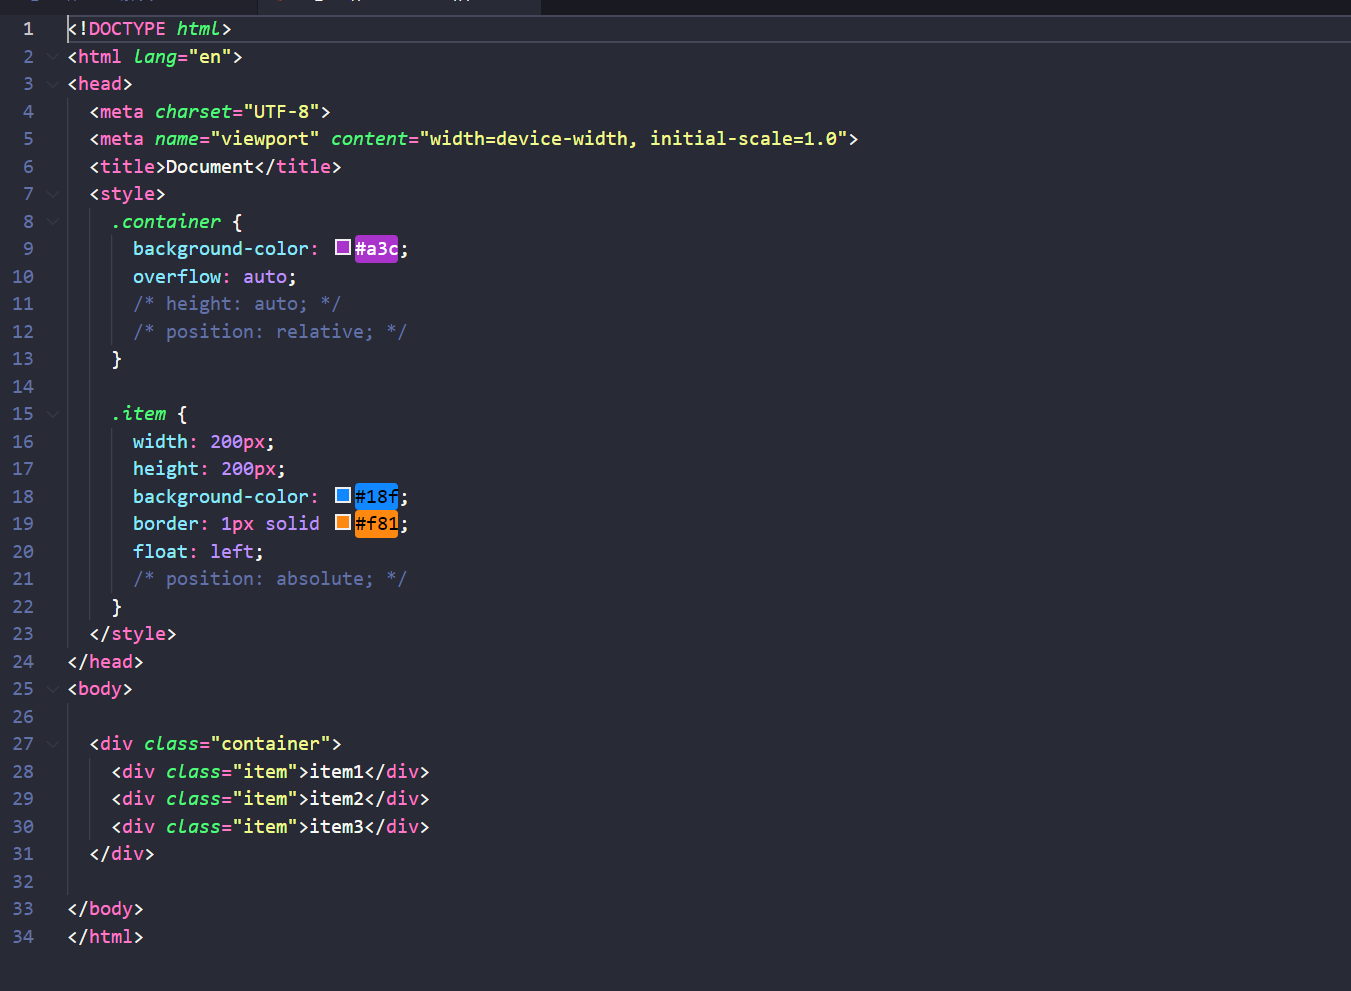 1 <!DOCTYPE html>
2 <html lang="en">
3 <head>
4 <meta charset="UTF-8">
5 <meta name="viewport" content="width=device-width, initial-scale=1.0">
6 <title>Document</title>
7 <style>
8 .container {
9 background-color: #a3c;
10 overflow: auto;
11 /* height: auto; */
12 /* position: relative; */
13 }
14
15 .item {
16 width: 200px;
17 height: 200px;
18 background-color: #18f;
19 border: 1px solid #f81;
20 float: left;
21 /* position: absolute; */
22 }
23 </style>
24 </head>
25 <body>
26
27 <div class="container">
28 <div class="item">item1</div>
29 <div class="item">item2</div>
30 <div class="item">item3</div>
31 </div>
32
33 </body>
34 </html>